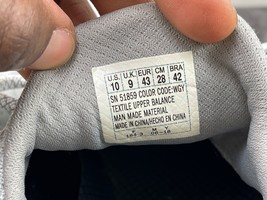 U.S. U.K. EUR CM BRA
10 9 43 28 42
SN 51859 COLOR CODE:WGY
TEXTILE UPPER BALANCE
MAN MADE MATERIAL
MADE IN CHINA/HECHO EN CHINA